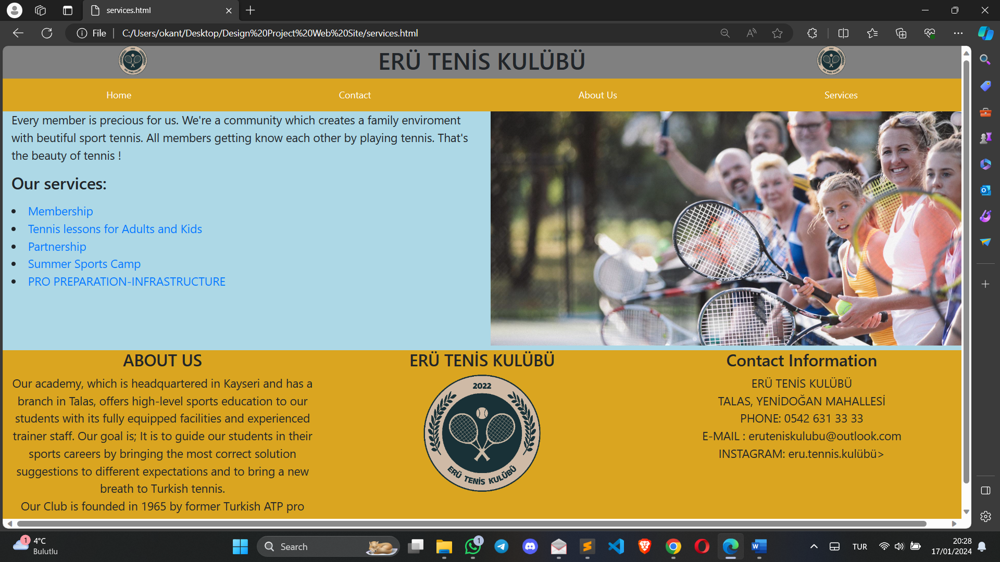 services.html
File
C:/Users/okant/Desktop/Design%20Project%20Web%20Site/services.html
ERÜ TENİS KULÜBÜ
Home
Contact
About Us
Services
Every member is precious for us. We're a community which creates a family enviroment
with beutiful sport tennis. All members getting know each other by playing tennis. That's
the beauty of tennis !
Our services:
Membership
Tennis lessons for Adults and Kids
Partnership
Summer Sports Camp
PRO PREPARATION-INFRASTRUCTURE
ABOUT US
Our academy, which is headquartered in Kayseri and has a
branch in Talas, offers high-level sports education to our
students with its fully equipped facilities and experienced
trainer staff. Our goal is; It is to guide our students in their
sports careers by bringing the most correct solution
suggestions to different expectations and to bring a new
breath to Turkish tennis.
Our Club is founded in 1965 by former Turkish ATP pro
ERÜ TENİS KULÜBÜ
2022
ERÜ TENİS KULÜBÜ
Contact Information
ERÜ TENİS KULÜBÜ
TALAS, YENİDOĞAN MAHALLESİ
PHONE: 0542 631 33 33
E-MAIL : eruteniskulubu@outlook.com
INSTAGRAM: eru.tennis.kulübü>
1
4°C
Bulutlu
Search
1
TUR
20:28
17/01/2024